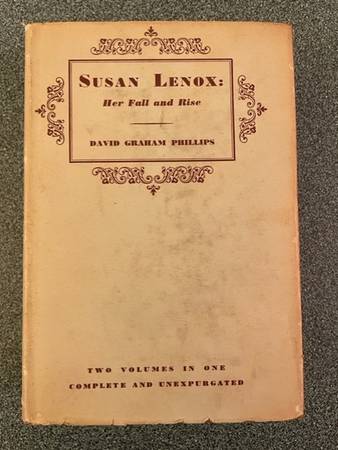 SUSAN LENOX:
Her Fall and Rise
DAVID GRAHAM PHILLIPS
TWO VOLUMES IN ONE
COMPLETE AND UNEXPURGATED